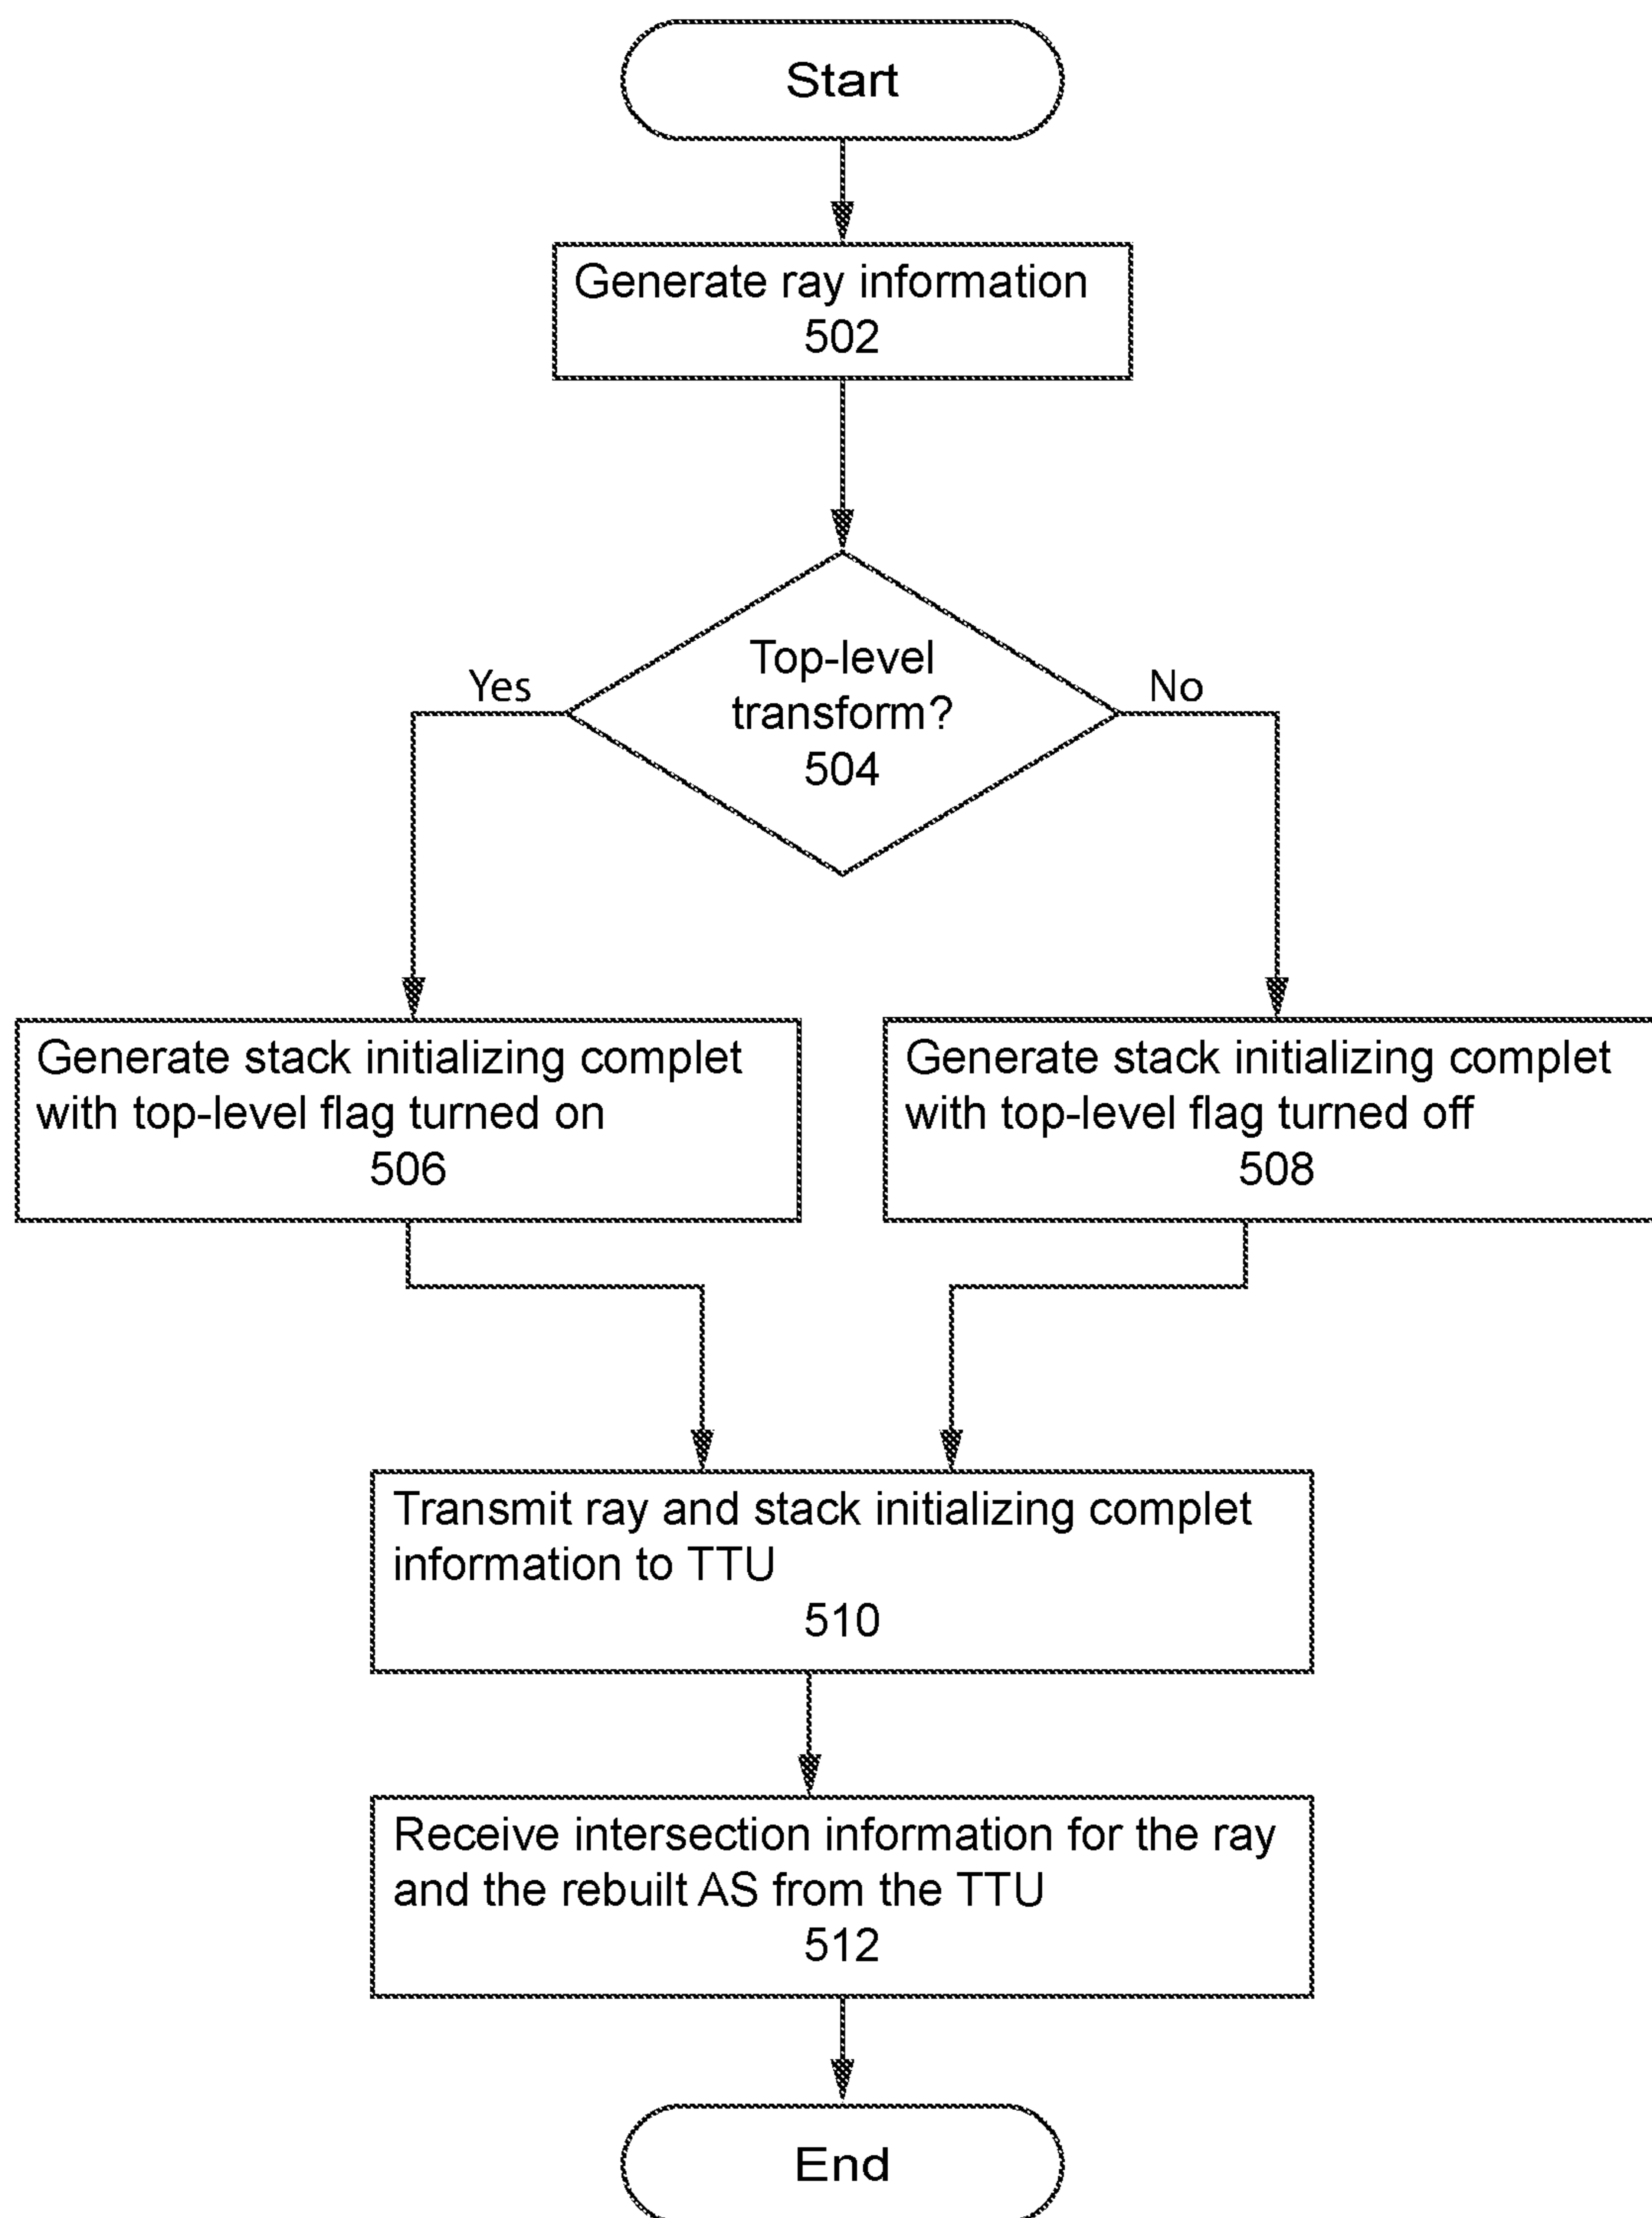 Start
Generate ray information
502
Top-level
transform?
504
Yes
No
Generate stack initializing complet
with top-level flag turned on
506
Generate stack initializing complet
with top-level flag turned off
508
Transmit ray and stack initializing complet
information to TTU
510
Receive intersection information for the ray
and the rebuilt AS from the TTU
512
End